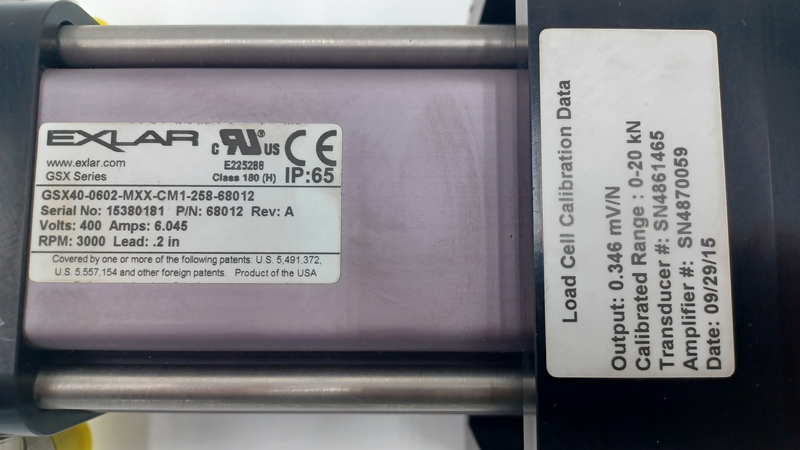 EXLAR
www.exlar.com
GSX Series
C UR® US CE
E225288
Class 180 (H) IP:65
GSX40-0602-MXX-CM1-258-68012
Serial No: 15380181 P/N: 68012 Rev: A
Volts: 400 Amps: 6.045
RPM: 3000 Lead: .2 in
Covered by one or more of the following patents: U.S. 5,491,372,
U.S. 5,557,154 and other foreign patents. Product of the USA
Load Cell Calibration Data
Output: 0.346 mV/N
Calibrated Range : 0-20 kN
Transducer #: SN4861465
Amplifier #: SN4870059
Date: 09/29/15